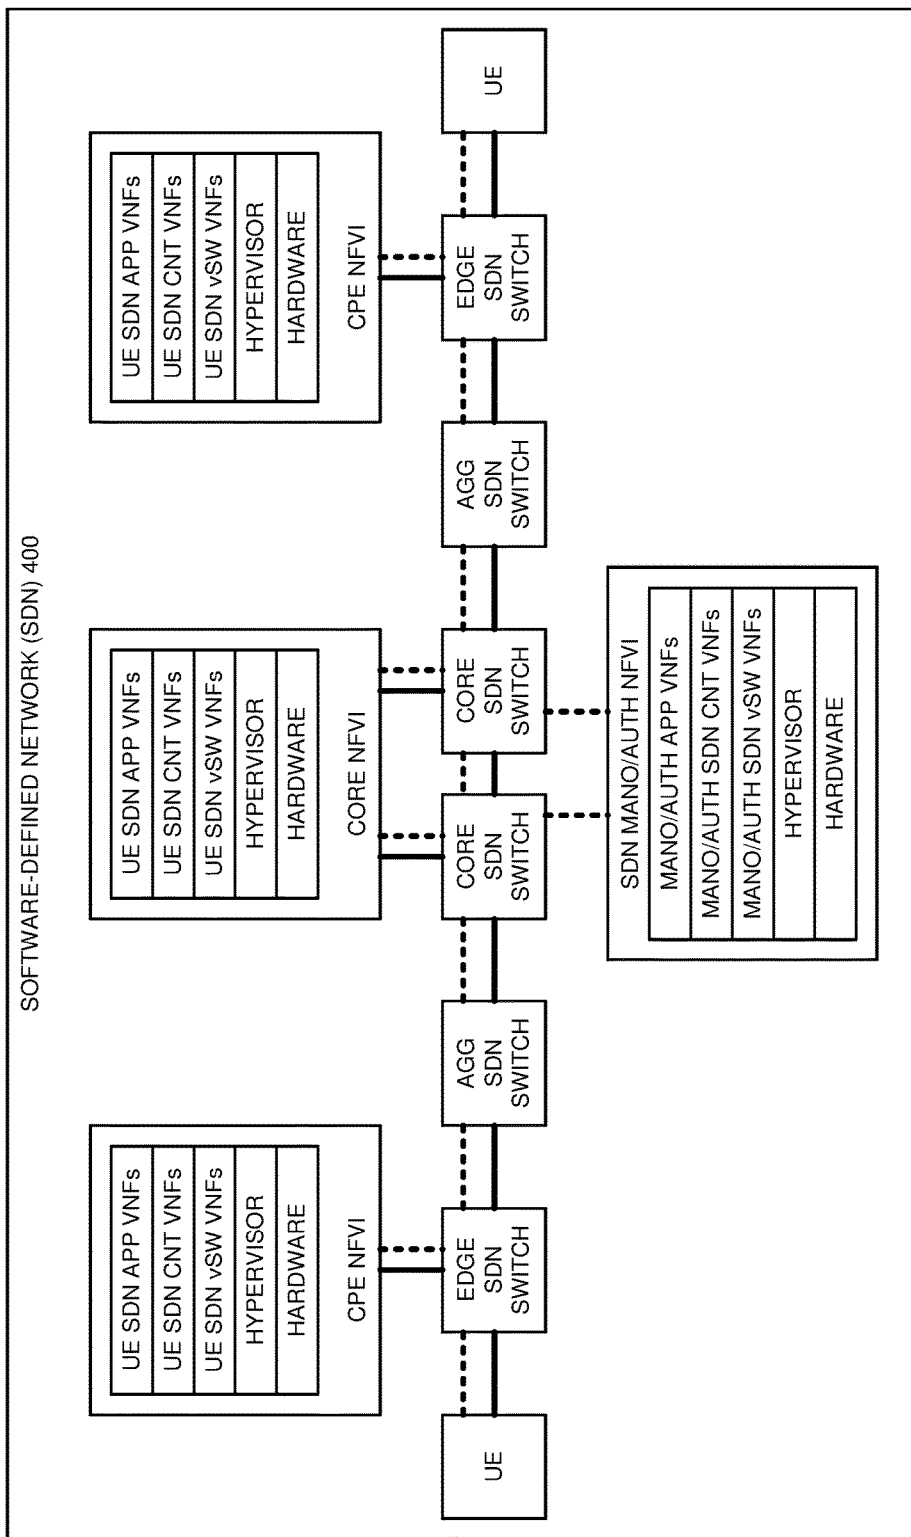 SOFTWARE-DEFINED NETWORK (SDN) 400
UE SDN APP VNFs
UE SDN CNT VNFs
UE SDN vSW VNFs
HYPERVISOR
HARDWARE
CPE NFVI
UE SDN APP VNFs
UE SDN CNT VNFs
UE SDN vSW VNFs
HYPERVISOR
HARDWARE
CORE NFVI
UE SDN APP VNFs
UE SDN CNT VNFs
UE SDN vSW VNFs
HYPERVISOR
HARDWARE
CPE NFVI
UE
EDGE
SDN
SWITCH
AGG
SDN
SWITCH
CORE
SDN
SWITCH
CORE
SDN
SWITCH
AGG
SDN
SWITCH
EDGE
SDN
SWITCH
UE
SDN MANO/AUTH NFVI
MANO/AUTH APP VNFs
MANO/AUTH SDN CNT VNFs
MANO/AUTH SDN vSW VNFs
HYPERVISOR
HARDWARE